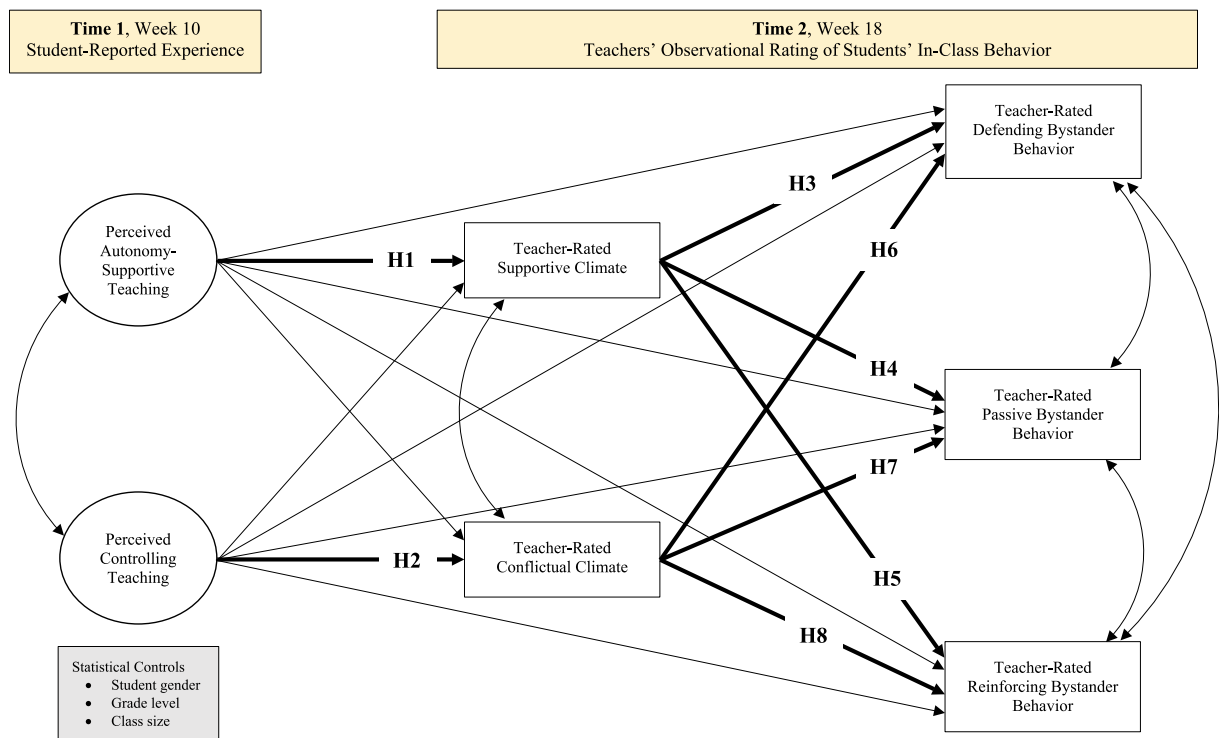 Time 1, Week 10
Student-Reported Experience
Time 2, Week 18
Teachers' Observational Rating of Students' In-Class Behavior
Teacher-Rated
Defending Bystander
Behavior
H3
H6
Perceived
Autonomy-
Supportive
Teaching
H1
Teacher-Rated
Supportive Climate
H4
Teacher-Rated
Passive Bystander
Behavior
H7
Perceived
Controlling
Teaching
H2
Teacher-Rated
Conflictual Climate
H5
H8
Teacher-Rated
Reinforcing Bystander
Behavior
Statistical Controls
• Student gender
• Grade level
• Class size